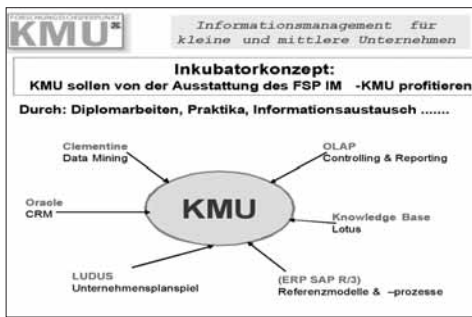 FORSCHUNGSSCHWERPUNKT
KMU
Informationsmanagement für
kleine und mittlere Unternehmen
Inkubatorkonzept:
KMU sollen von der Ausstattung des FSP IM -KMU profitieren
Durch: Diplomarbeiten, Praktika, Informationsaustausch .......
Clementine
Data Mining
OLAP
Controlling & Reporting
Oracle
CRM
KMU
Knowledge Base
Lotus
LUDUS
Unternehmensplanspiel
(ERP SAP R/3)
Referenzmodelle & –prozesse